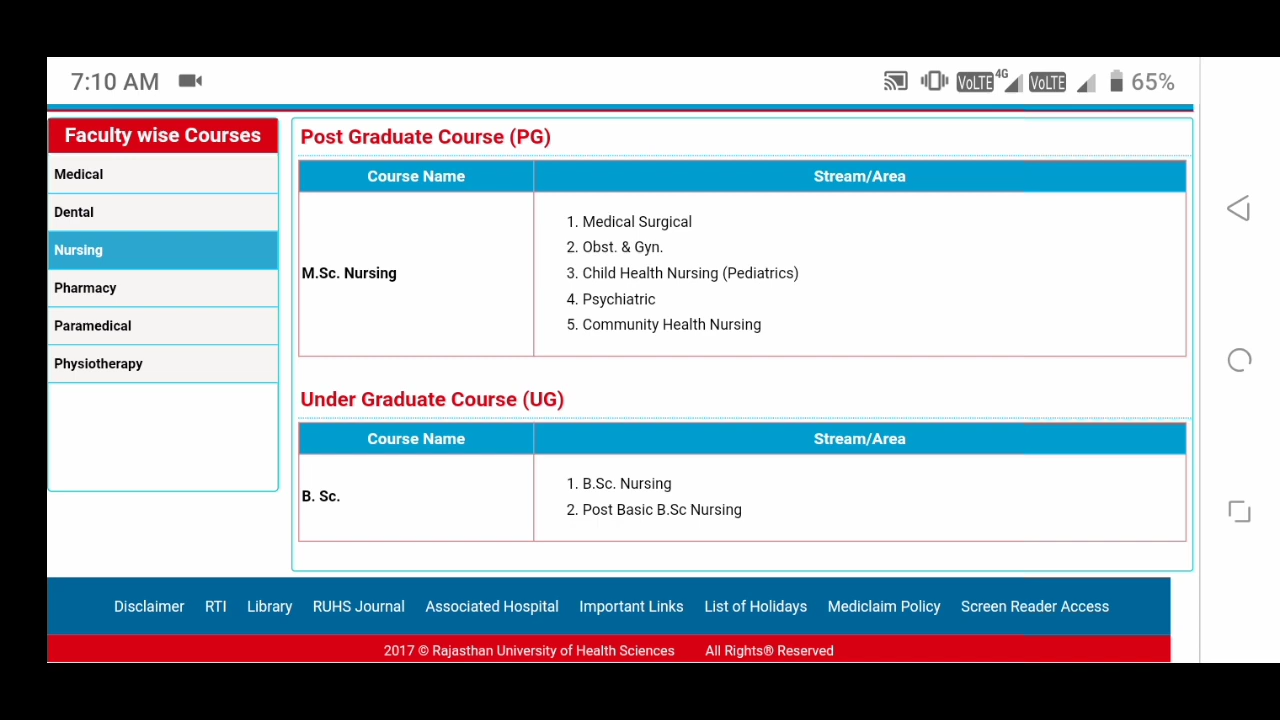 7:10 AM
VoLTE 4G VoLTE 65%
Faculty wise Courses
Medical
Dental
Nursing
Pharmacy
Paramedical
Physiotherapy
Post Graduate Course (PG)
Course Name Stream/Area
M.Sc. Nursing
1. Medical Surgical
2. Obst. & Gyn.
3. Child Health Nursing (Pediatrics)
4. Psychiatric
5. Community Health Nursing
Under Graduate Course (UG)
Course Name Stream/Area
B. Sc.
1. B.Sc. Nursing
2. Post Basic B.Sc Nursing
Disclaimer RTI Library RUHS Journal Associated Hospital Important Links List of Holidays Mediclaim Policy Screen Reader Access
2017 © Rajasthan University of Health Sciences All Rights® Reserved